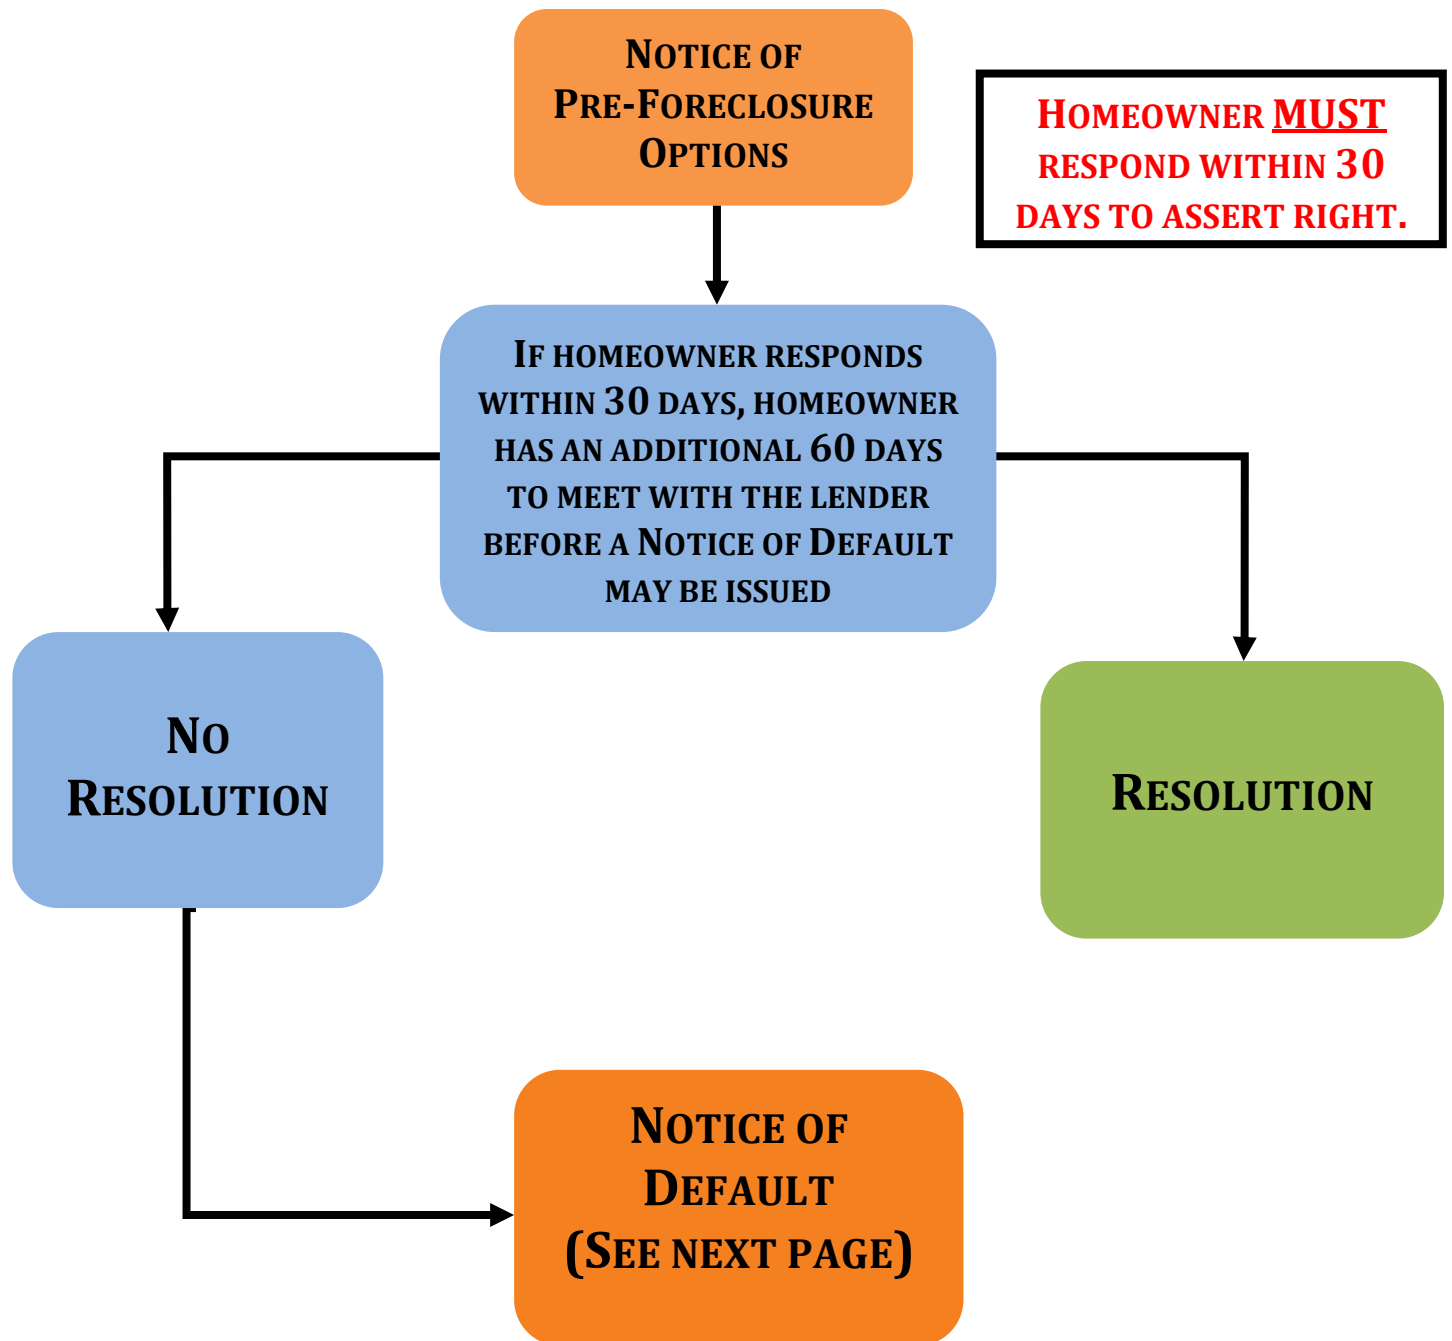 NOTICE OF
PRE-FORECLOSURE
OPTIONS
HOMEOWNER MUST
RESPOND WITHIN 30
DAYS TO ASSERT RIGHT.
IF HOMEOWNER RESPONDS
WITHIN 30 DAYS, HOMEOWNER
HAS AN ADDITIONAL 60 DAYS
TO MEET WITH THE LENDER
BEFORE A NOTICE OF DEFAULT
MAY BE ISSUED
NO
RESOLUTION
RESOLUTION
NOTICE OF
DEFAULT
(SEE NEXT PAGE)